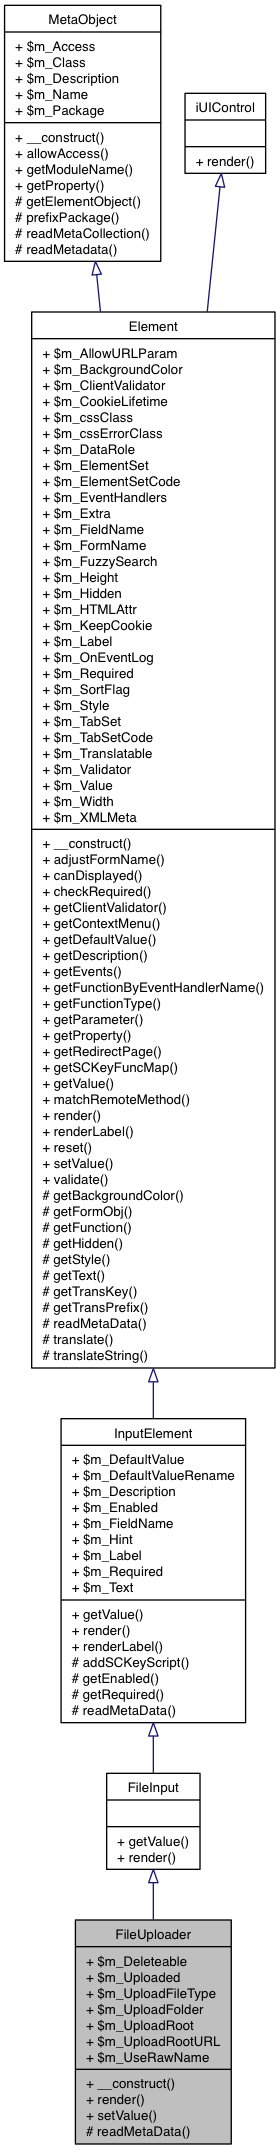 MetaObject
+ $m_Access
+ $m_Class
+ $m_Description
+ $m_Name
+ $m_Package
+ __construct()
+ allowAccess()
+ getModuleName()
+ getProperty()
# getElementObject()
# prefixPackage()
# readMetaCollection()
# readMetadata()
iUIControl
+ render()
Element
+ $m_AllowURLParam
+ $m_BackgroundColor
+ $m_ClientValidator
+ $m_CookieLifetime
+ $m_cssClass
+ $m_cssErrorClass
+ $m_DataRole
+ $m_ElementSet
+ $m_ElementSetCode
+ $m_EventHandlers
+ $m_Extra
+ $m_FieldName
+ $m_FormName
+ $m_FuzzySearch
+ $m_Height
+ $m_Hidden
+ $m_HTMLAttr
+ $m_KeepCookie
+ $m_Label
+ $m_OnEventLog
+ $m_Required
+ $m_SortFlag
+ $m_Style
+ $m_TabSet
+ $m_TabSetCode
+ $m_Translatable
+ $m_Validator
+ $m_Value
+ $m_Width
+ $m_XMLMeta
+ __construct()
+ adjustFormName()
+ canDisplayed()
+ checkRequired()
+ getClientValidator()
+ getContextMenu()
+ getDefaultValue()
+ getDescription()
+ getEvents()
+ getFunctionByEventHandlerName()
+ getFunctionType()
+ getParameter()
+ getProperty()
+ getRedirectPage()
+ getSCKeyFuncMap()
+ getValue()
+ matchRemoteMethod()
+ render()
+ renderLabel()
+ reset()
+ setValue()
+ validate()
# getBackgroundColor()
# getFormObj()
# getFunction()
# getHidden()
# getStyle()
# getText()
# getTransKey()
# getTransPrefix()
# readMetaData()
# translate()
# translateString()
InputElement
+ $m_DefaultValue
+ $m_DefaultValueRename
+ $m_Description
+ $m_Enabled
+ $m_FieldName
+ $m_Hint
+ $m_Label
+ $m_Required
+ $m_Text
+ getValue()
+ render()
+ renderLabel()
# addSCKeyScript()
# getEnabled()
# getRequired()
# readMetaData()
FileInput
+ getValue()
+ render()
FileUploader
+ $m_Deleteable
+ $m_Uploaded
+ $m_UploadFileType
+ $m_UploadFolder
+ $m_UploadRoot
+ $m_UploadRootURL
+ $m_UseRawName
+ __construct()
+ render()
+ setValue()
# readMetaData()